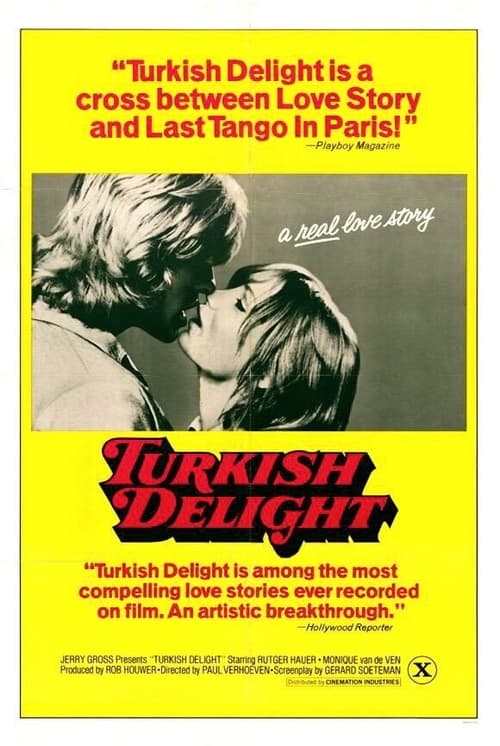 “Turkish Delight is a
cross between Love Story
and Last Tango In Paris!”
—Playboy Magazine
a real love story
TURKISH
DELIGHT
“Turkish Delight is among the most
compelling love stories ever recorded
on film. An artistic breakthrough.”
—Hollywood Reporter
JERRY GROSS Presents “TURKISH DELIGHT” Starring RUTGER HAUER • MONIQUE van de VEN
Produced by ROB HOUWER • Directed by PAUL VERHOEVEN • Screenplay by GERARD SOETEMAN
Distributed by CINEMATION INDUSTRIES
X